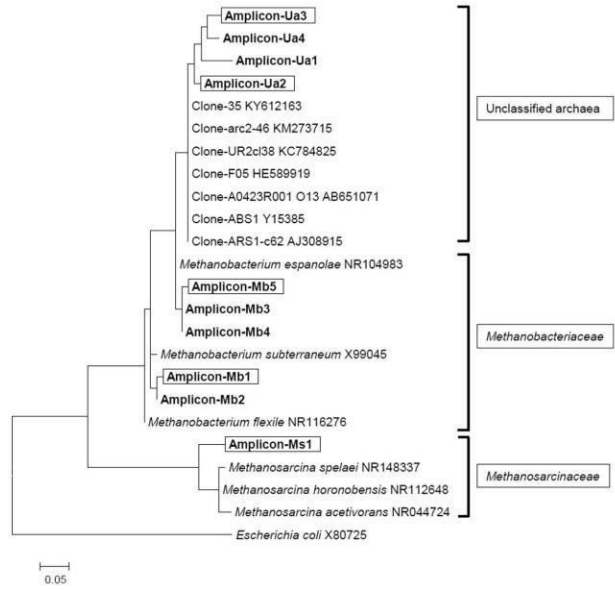 Amplicon-Ua3
Amplicon-Ua4
Amplicon-Ua1
Amplicon-Ua2
Clone-35 KY612163
Clone-arc2-46 KM273715
Clone-UR2cl38 KC784825
Clone-F05 HE589919
Clone-A0423R001 O13 AB651071
Clone-ABS1 Y15385
Clone-ARS1-c62 AJ308915
Unclassified archaea
Methanobacterium espanolae NR104983
Amplicon-Mb5
Amplicon-Mb3
Amplicon-Mb4
Methanobacterium subterraneum X99045
Amplicon-Mb1
Amplicon-Mb2
Methanobacterium flexile NR116276
Methanobacteriaceae
Amplicon-Ms1
Methanosarcina spelaei NR148337
Methanosarcina horonobensis NR112648
Methanosarcina acetivorans NR044724
Methanosarcinaceae
Escherichia coli X80725
0.05